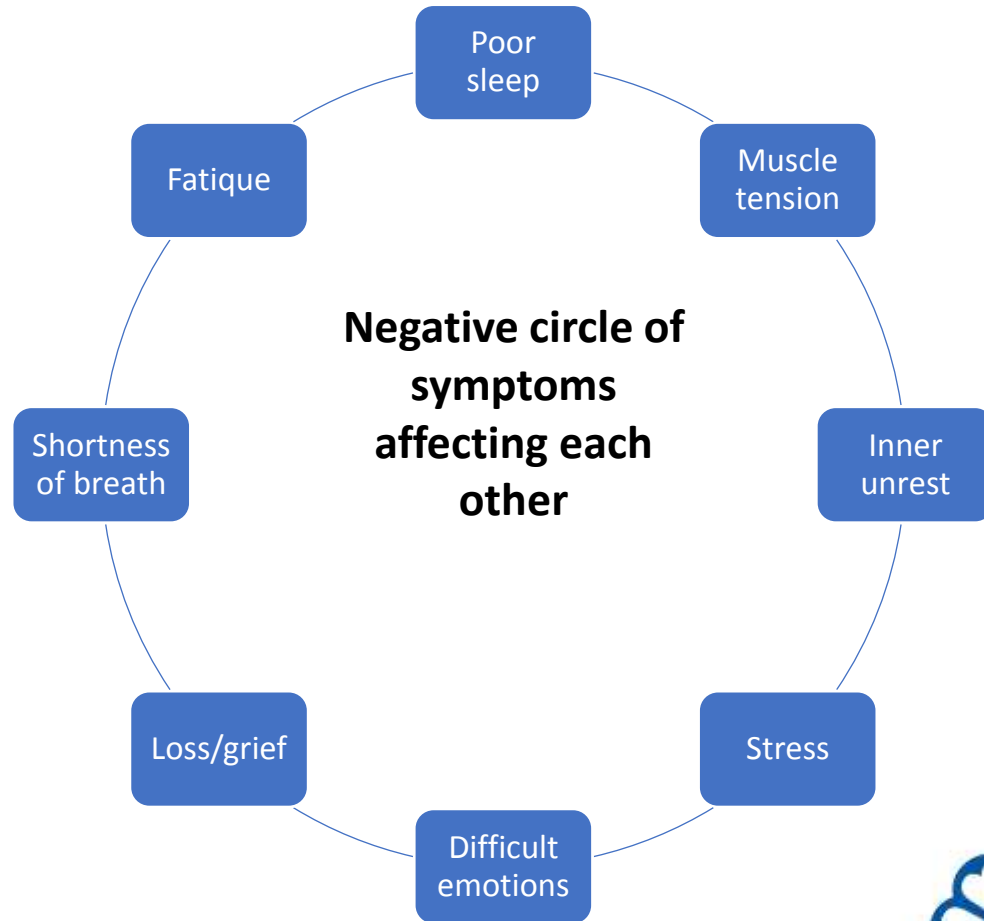 Poor
sleep
Fatique
Muscle
tension
Negative circle of
symptoms
affecting each
other
Shortness
of breath
Inner
unrest
Loss/grief
Stress
Difficult
emotions